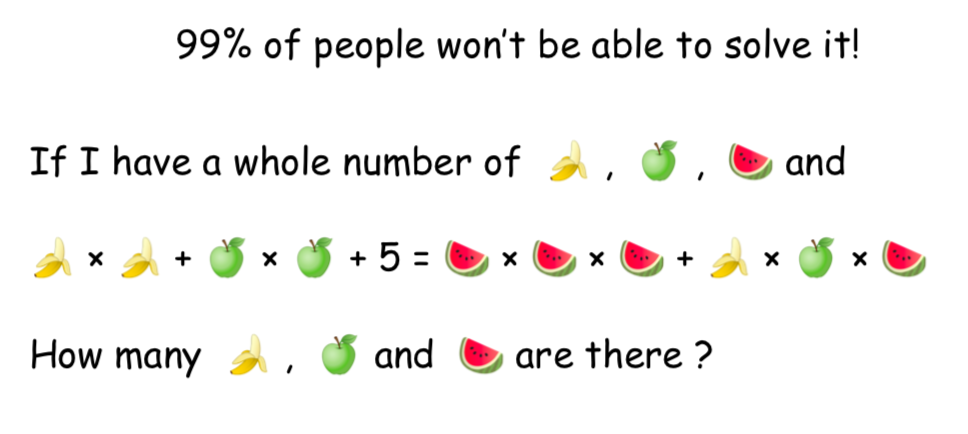 99% of people won't be able to solve it!
If I have a whole number of 🍌 , 🍏 , 🍉 and
🍌 × 🍌 + 🍏 × 🍏 + 5 = 🍉 × 🍉 × 🍉 + 🍌 × 🍏 × 🍉
How many 🍌 , 🍏 and 🍉 are there ?